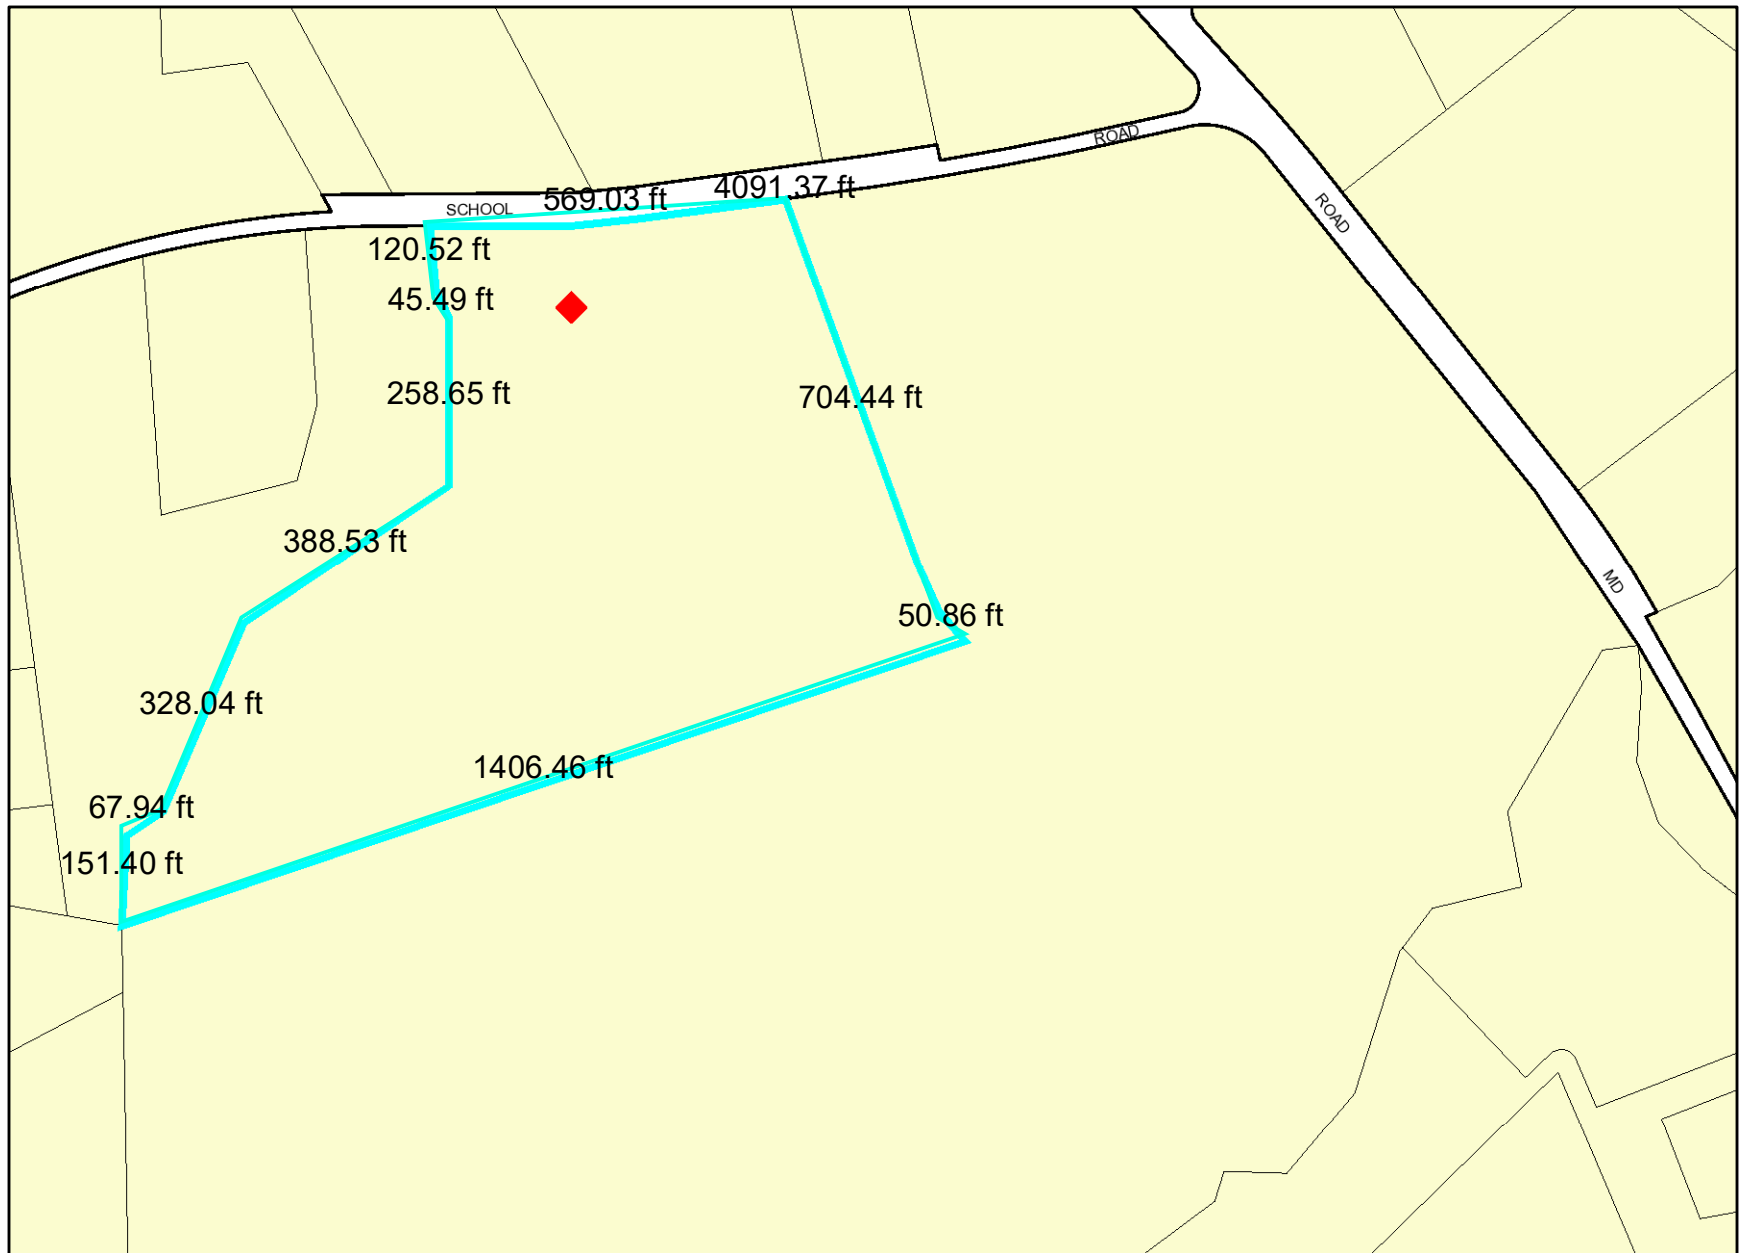 ROAD
4091.37 ft
569.03 ft
SCHOOL
ROAD
120.52 ft
45.49 ft
258.65 ft
704.44 ft
388.53 ft
MD
50.86 ft
328.04 ft
1406.46 ft
67.94 ft
151.40 ft